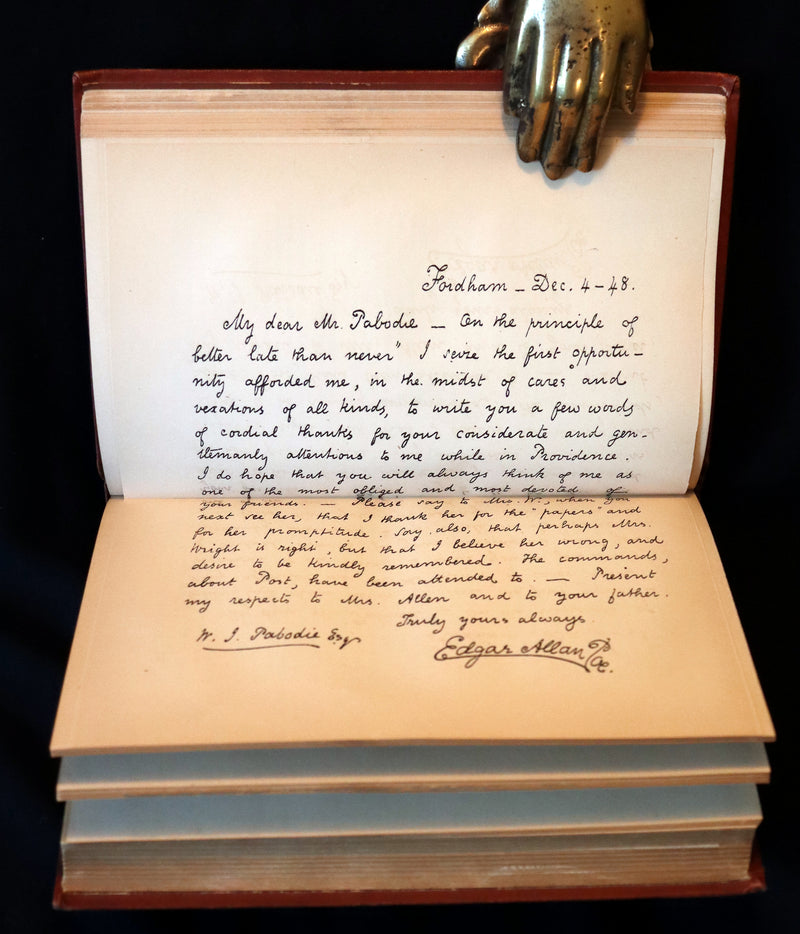 Fordham – Dec. 4–48.
My dear Mr. Pabodie — On the principle of
better late than never" I seize the first opportu–
nity afforded me, in the midst of cares and
vexations of all kinds, to write you a few words
of cordial thanks for your considerate and gen–
tlemanly attentions to me while in Providence.
I do hope that you will always think of me as
one of the most obliged and most devoted of
your friends. — Please say to Mrs. W., when you
next see her, that I thank her for the "papers" and
for her promptitude. Say, also, that perhaps Mrs.
Wright is right, but that I believe her wrong, and
desire to be kindly remembered. The commands,
about Post, have been attended to. — Present
my respects to Mrs. Allen and to your father.
Truly yours always.
W. J. Pabodie Esqr
Edgar Allan Poe.